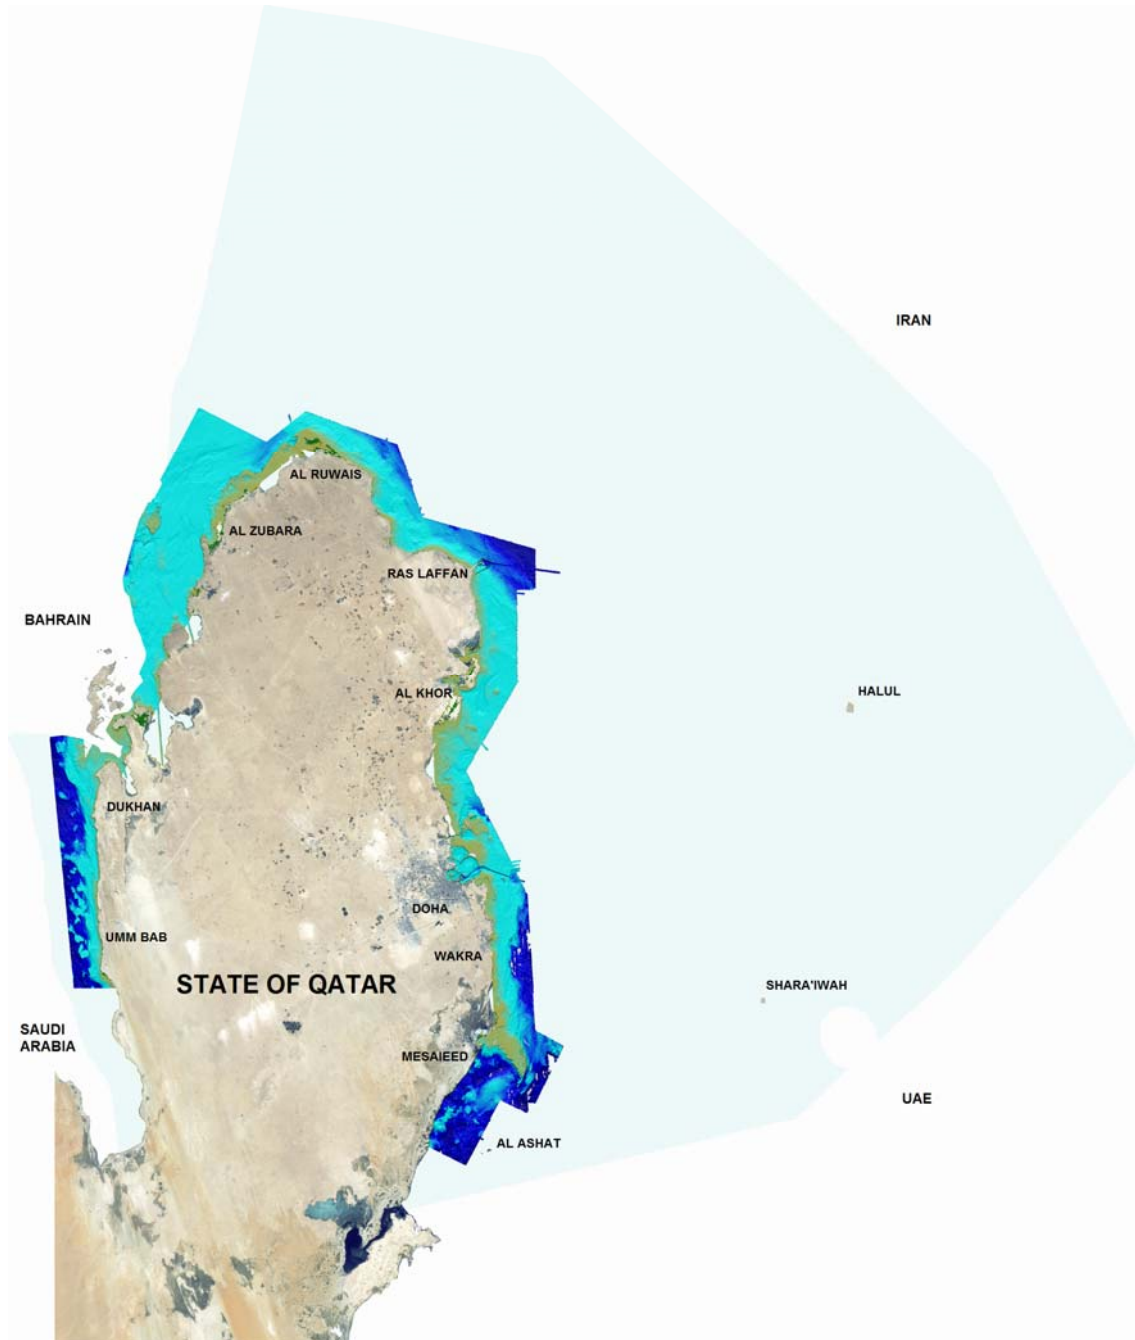 IRAN
AL RUWAIS
AL ZUBARA
RAS LAFFAN
BAHRAIN
AL KHOR
HALUL
DUKHAN
DOHA
UMM BAB
WAKRA
STATE OF QATAR
SHARA'IWAH
SAUDI
ARABIA
MESAIEED
UAE
AL ASHAT